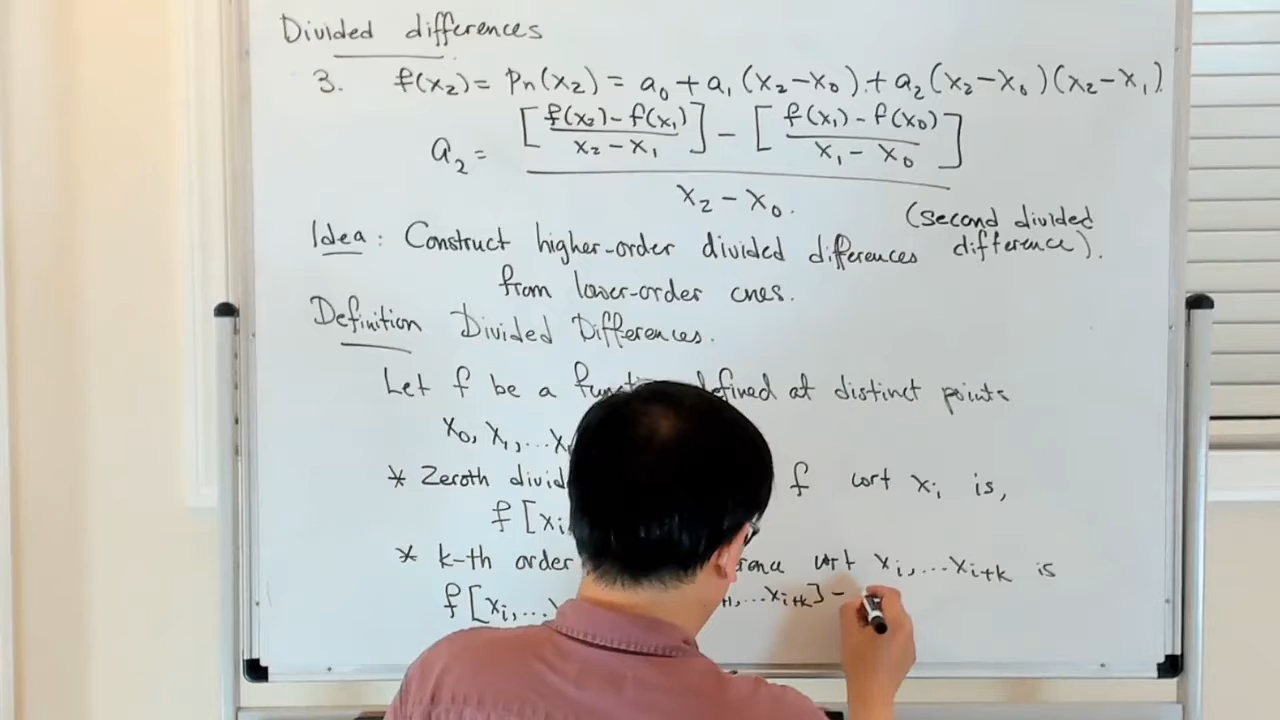 Divided differences
3. f(x₂) = pn(x₂) = a₀ + a₁(x₂-x₀) + a₂(x₂-x₀)(x₂-x₁).
a₂ = [f(x₂)-f(x₁) / x₂-x₁] - [f(x₁)-f(x₀) / x₁-x₀] / x₂-x₀.
(second divided difference).
Idea: Construct higher-order divided differences
from lower-order ones.
Definition Divided Differences.
Let f be a defined at distinct points
x₀, x₁, ...
* Zeroth f wrt xᵢ is,
f[xᵢ
* k-th order wrt xᵢ, ... xᵢ₊ₖ is
f[xᵢ, ... , ... xᵢ₊ₖ] -